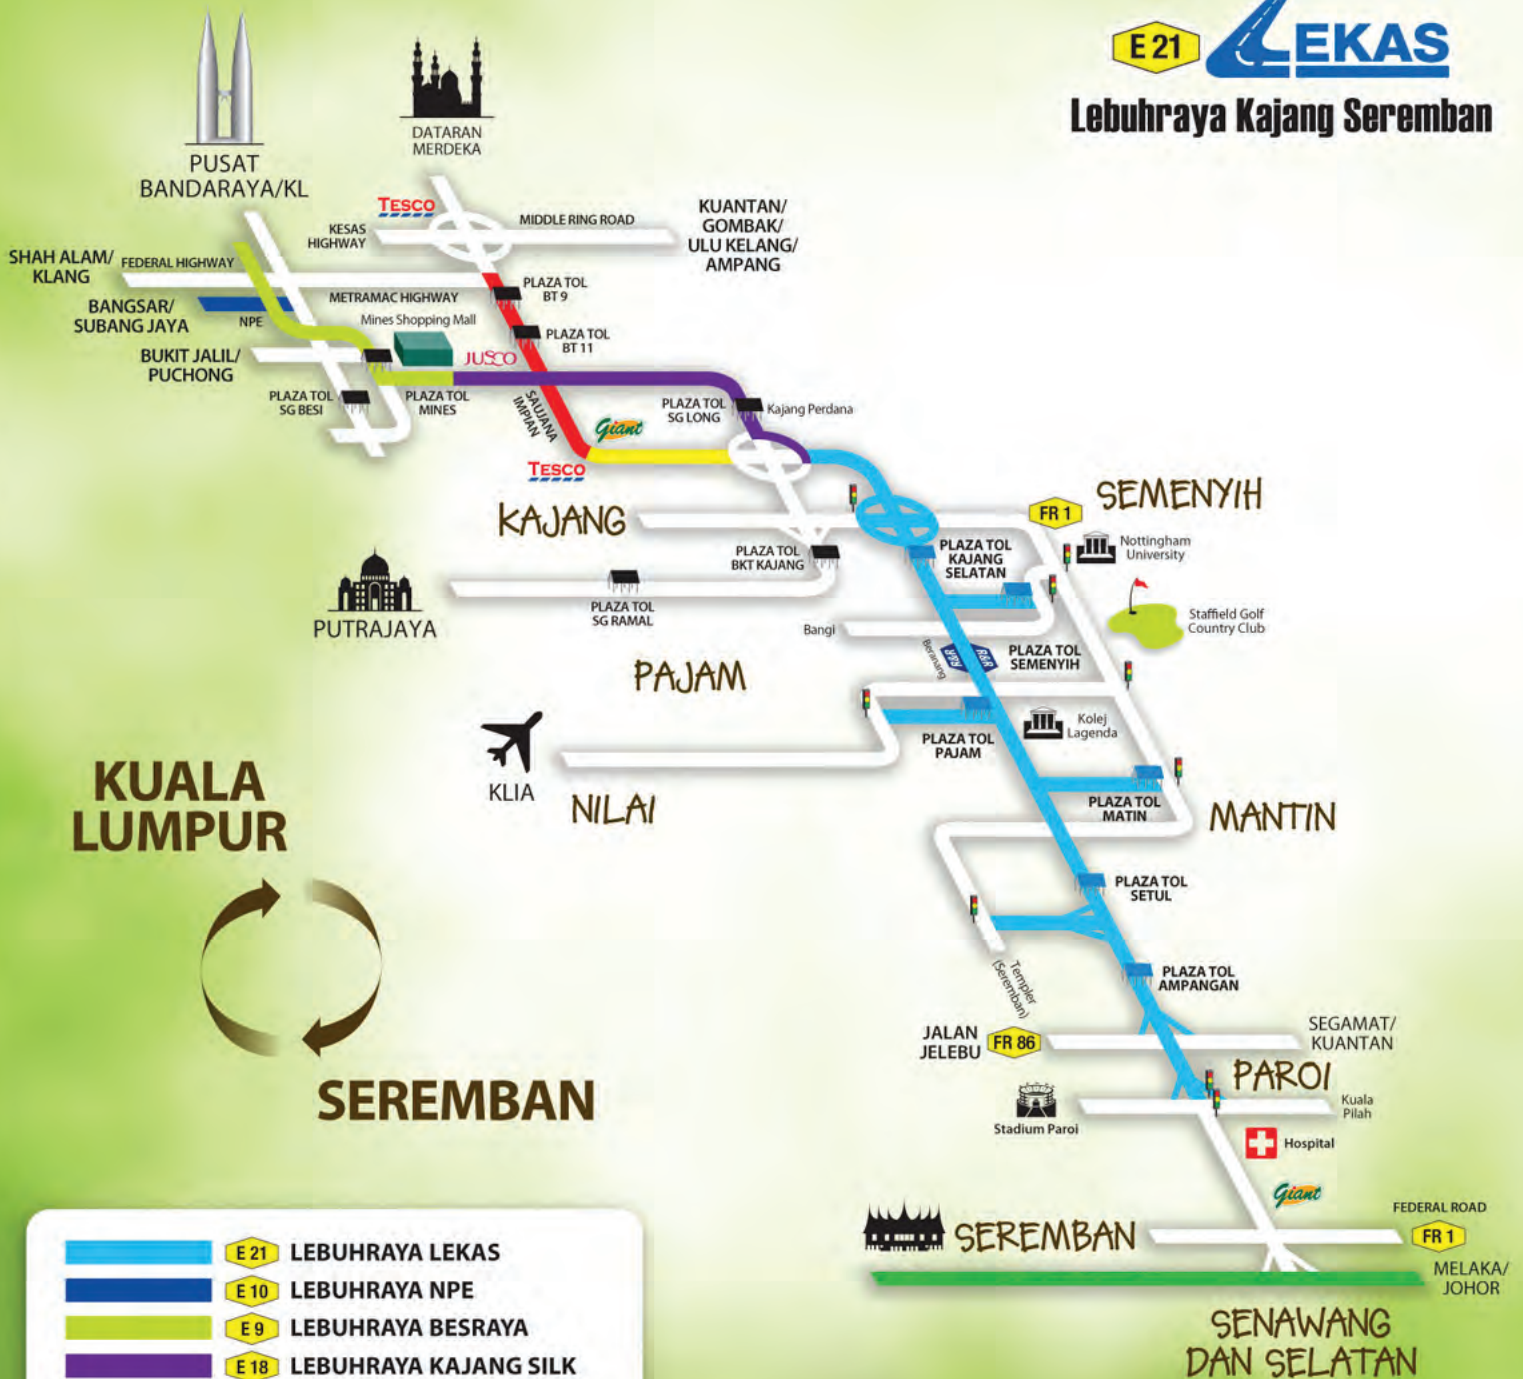 E 21
LEKAS
Lebuhraya Kajang Seremban
PUSAT
BANDARAYA/KL
DATARAN
MERDEKA
TESCO
KESAS
HIGHWAY
MIDDLE RING ROAD
KUANTAN/
GOMBAK/
ULU KELANG/
AMPANG
SHAH ALAM/
KLANG
FEDERAL HIGHWAY
METRAMAC HIGHWAY
PLAZA TOL
BT 9
BANGSAR/
SUBANG JAYA
NPE
Mines Shopping Mall
PLAZA TOL
BT 11
JUSCO
BUKIT JALIL/
PUCHONG
PLAZA TOL
SG BESI
PLAZA TOL
MINES
SAUJANA
IMPIAN
PLAZA TOL
SG LONG
Kajang Perdana
Giant
TESCO
KAJANG
SEMENYIH
FR 1
Nottingham
University
PLAZA TOL
BKT KAJANG
PLAZA TOL
KAJANG
SELATAN
PUTRAJAYA
PLAZA TOL
SG RAMAL
Bangi
Staffield Golf
Country Club
Beranang
R&R
R&R
PLAZA TOL
SEMENYIH
PAJAM
PLAZA TOL
PAJAM
Kolej
Lagenda
KLIA
NILAI
PLAZA TOL
MATIN
MANTIN
KUALA
LUMPUR
PLAZA TOL
SETUL
Templer
(Seremban)
PLAZA TOL
AMPANGAN
JALAN
JELEBU
FR 86
SEGAMAT/
KUANTAN
PAROI
SEREMBAN
Stadium Paroi
Kuala
Pilah
Hospital
Giant
FEDERAL ROAD
SEREMBAN
FR 1
MELAKA/
JOHOR
SENAWANG
DAN SELATAN
E 21 LEBUHRAYA LEKAS
E 10 LEBUHRAYA NPE
E 9 LEBUHRAYA BESRAYA
E 18 LEBUHRAYA KAJANG SILK